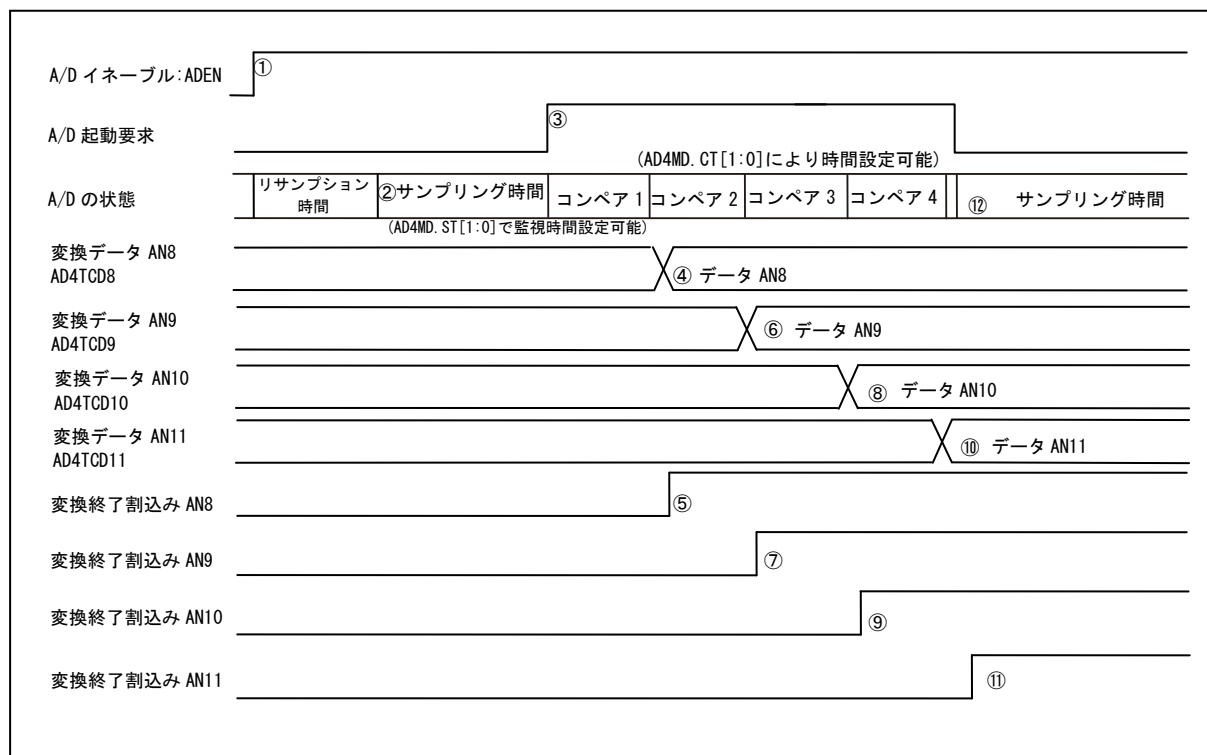 A/D イネーブル:ADEN
①
A/D 起動要求
③
(AD4MD. CT[1:0]により時間設定可能)
A/D の状態
リサンプション
時間
②サンプリング時間
コンペア 1
コンペア 2
コンペア 3
コンペア 4
⑫ サンプリング時間
(AD4MD. ST[1:0]で監視時間設定可能)
変換データ AN8
AD4TCD8
④ データ AN8
変換データ AN9
AD4TCD9
⑥ データ AN9
変換データ AN10
AD4TCD10
⑧ データ AN10
変換データ AN11
AD4TCD11
⑩ データ AN11
変換終了割込み AN8
⑤
変換終了割込み AN9
⑦
変換終了割込み AN10
⑨
変換終了割込み AN11
⑪